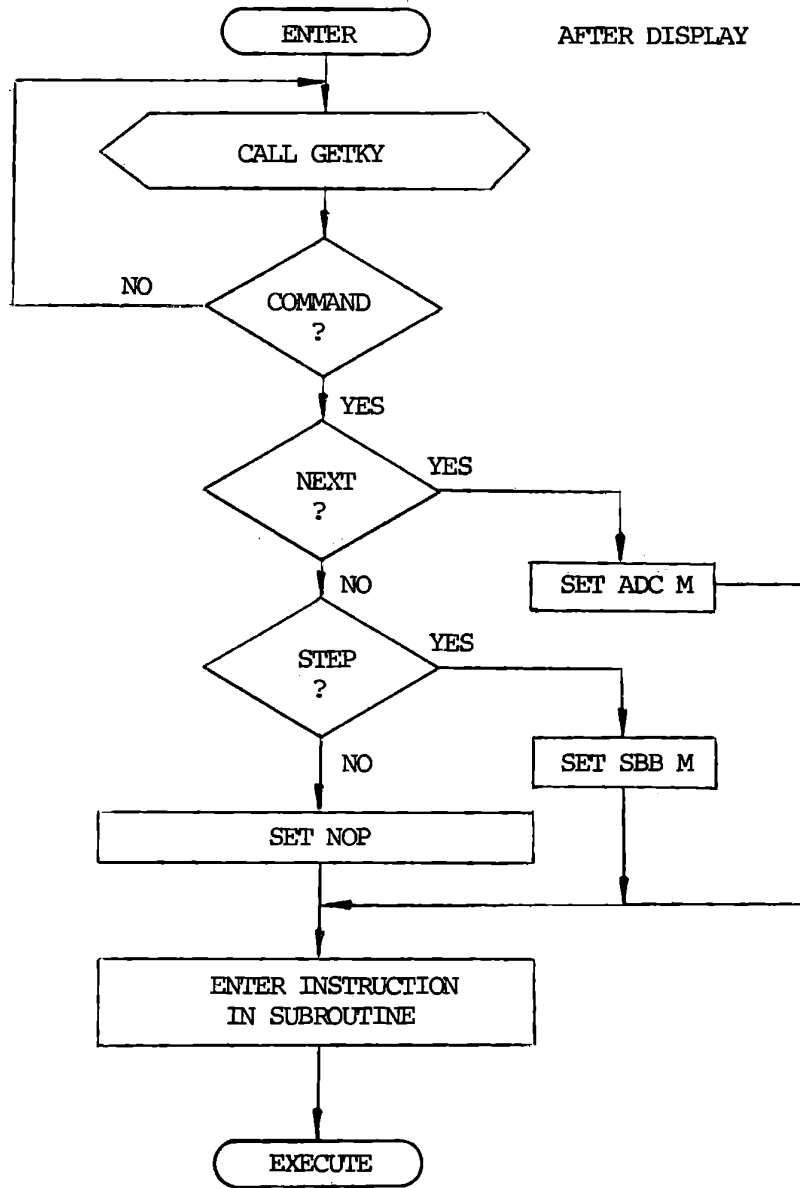 ENTER
AFTER DISPLAY
CALL GETKY
NO
COMMAND
?
YES
NEXT
?
YES
SET ADC M
NO
STEP
?
YES
SET SBB M
NO
SET NOP
ENTER INSTRUCTION
IN SUBROUTINE
EXECUTE